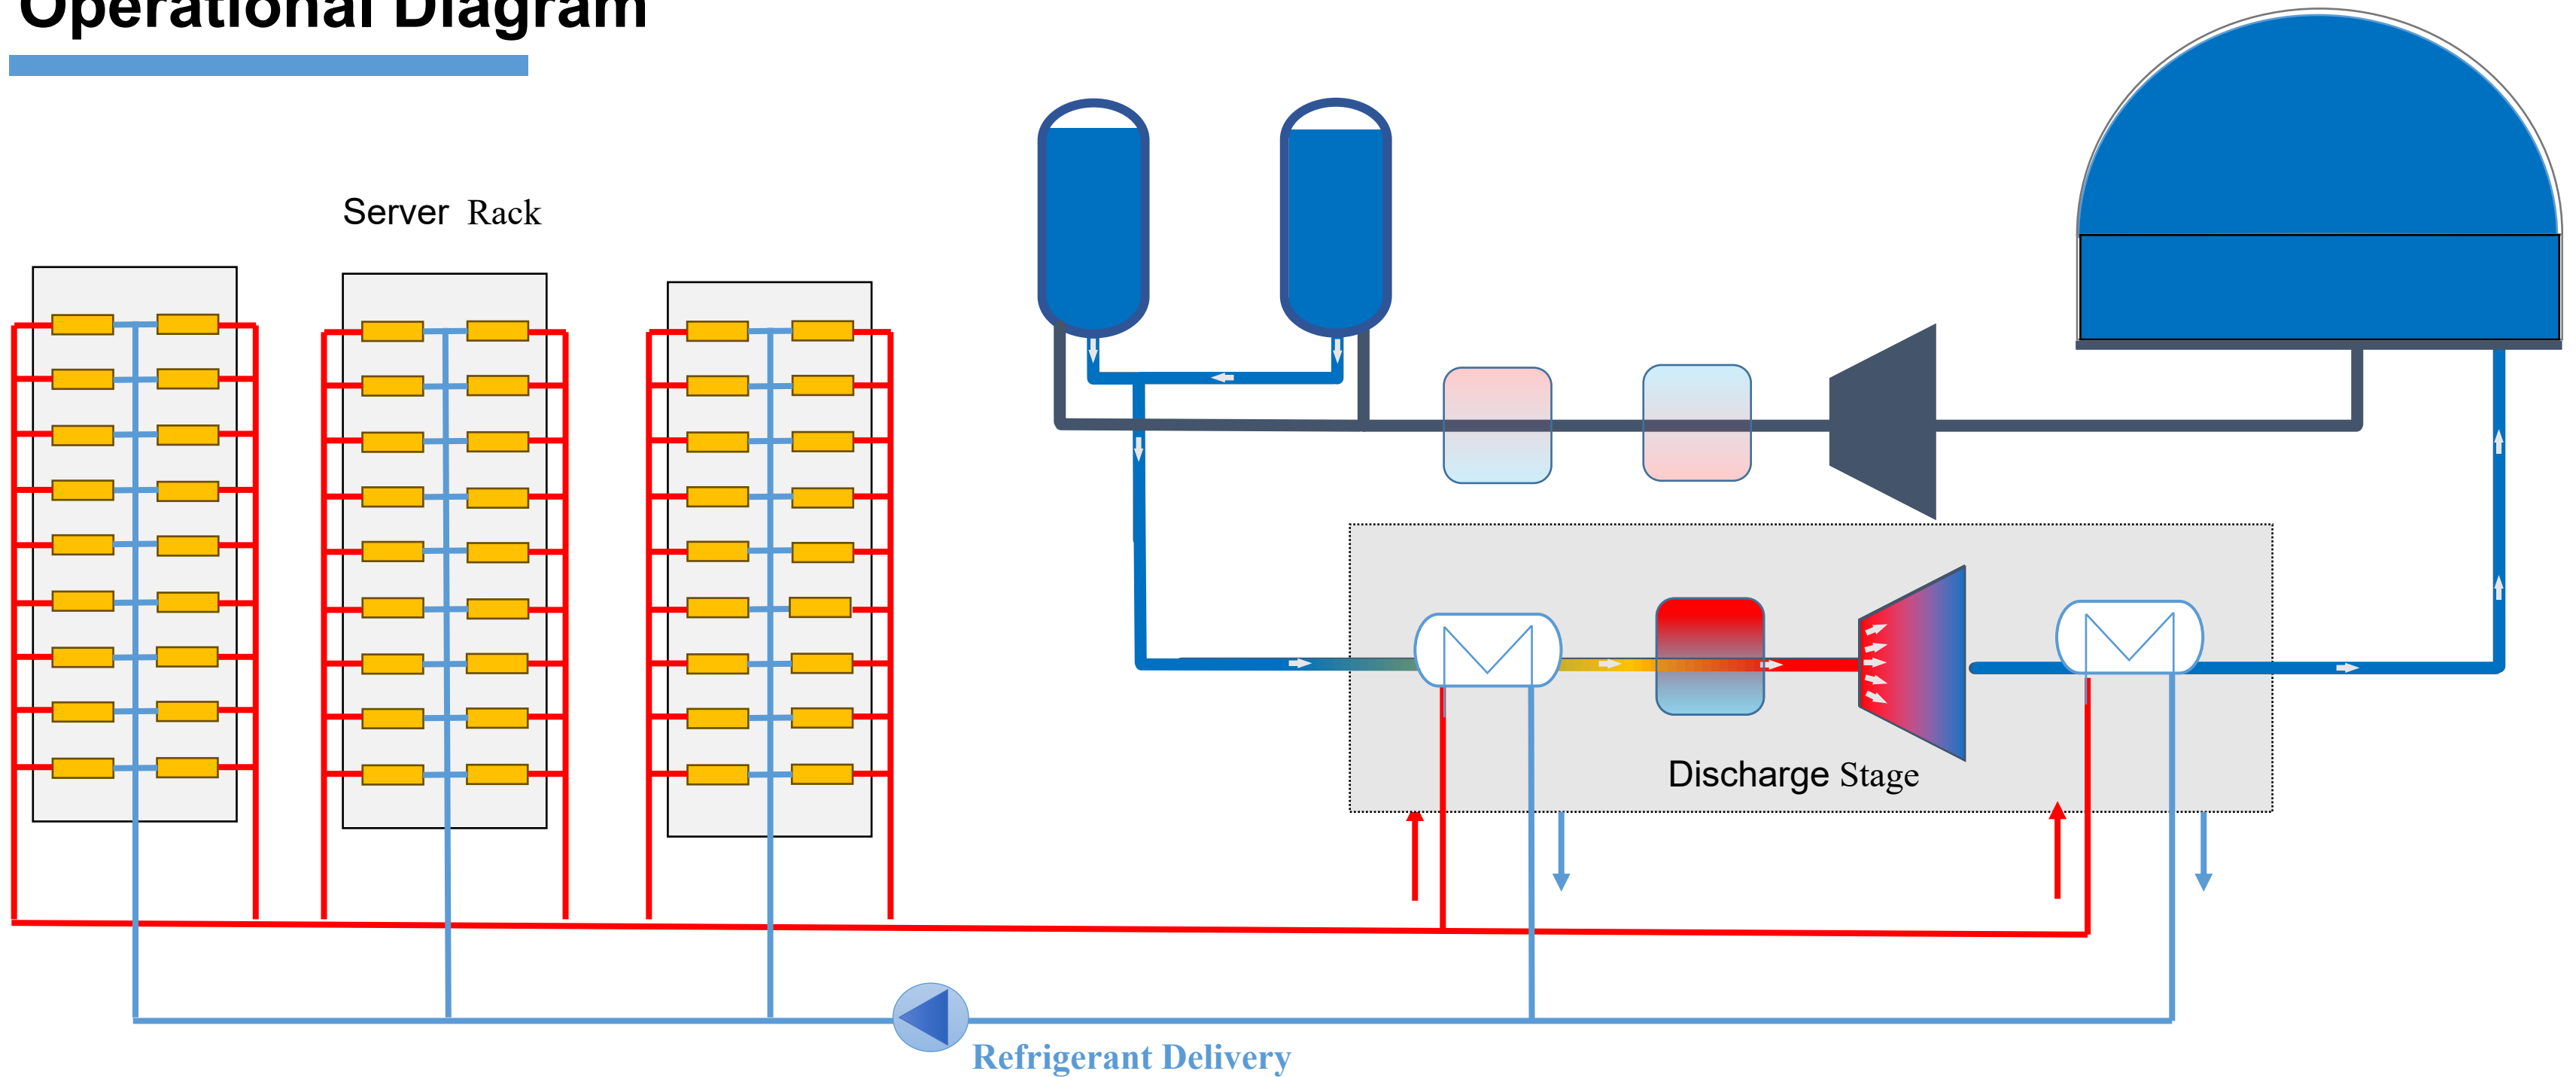 Operational Diagram
Server Rack
Discharge Stage
Refrigerant Delivery